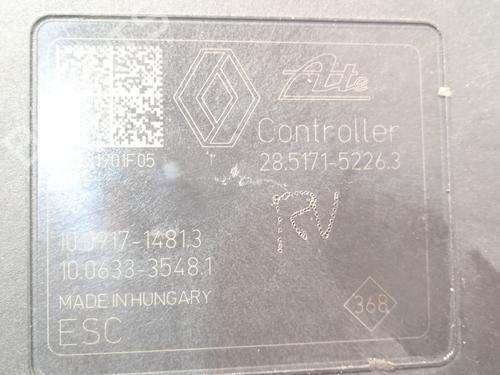 Ate
Controller
28.5171-5226.3
10.0917-1481.3
10.0633-3548.1
MADE IN HUNGARY
368
ESC